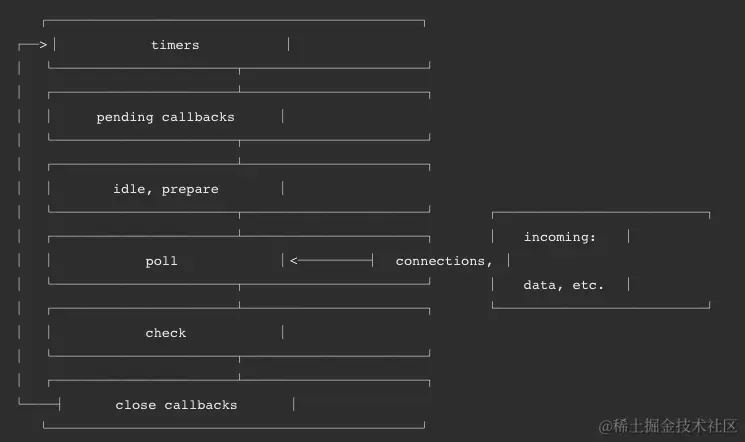 timers
pending callbacks
idle, prepare
incoming:
poll
connections,
data, etc.
check
close callbacks
@稀土掘金技术社区